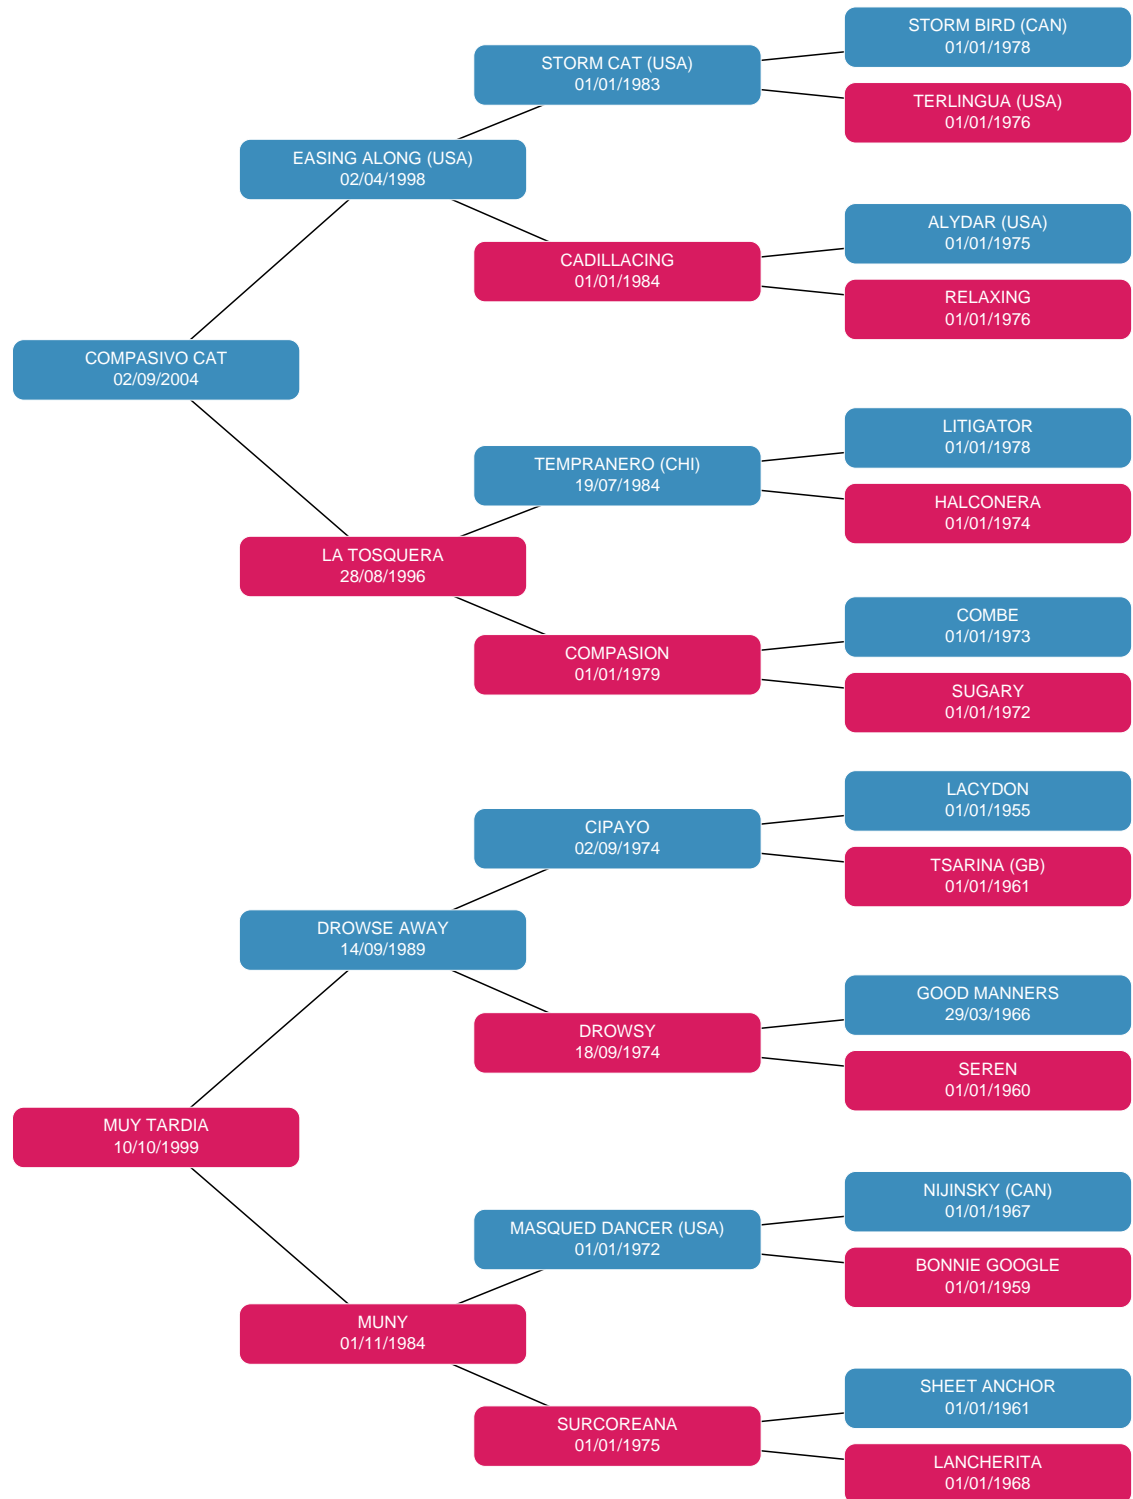 STORM BIRD (CAN)
01/01/1978
STORM CAT (USA)
01/01/1983
TERLINGUA (USA)
01/01/1976
EASING ALONG (USA)
02/04/1998
ALYDAR (USA)
01/01/1975
CADILLACING
01/01/1984
RELAXING
01/01/1976
COMPASIVO CAT
02/09/2004
LITIGATOR
01/01/1978
TEMPRANERO (CHI)
19/07/1984
HALCONERA
01/01/1974
LA TOSQUERA
28/08/1996
COMBE
01/01/1973
COMPASION
01/01/1979
SUGARY
01/01/1972
LACYDON
01/01/1955
CIPAYO
02/09/1974
TSARINA (GB)
01/01/1961
DROWSE AWAY
14/09/1989
GOOD MANNERS
29/03/1966
DROWSY
18/09/1974
SEREN
01/01/1960
MUY TARDIA
10/10/1999
NIJINSKY (CAN)
01/01/1967
MASQUED DANCER (USA)
01/01/1972
BONNIE GOOGLE
01/01/1959
MUNY
01/11/1984
SHEET ANCHOR
01/01/1961
SURCOREANA
01/01/1975
LANCHERITA
01/01/1968